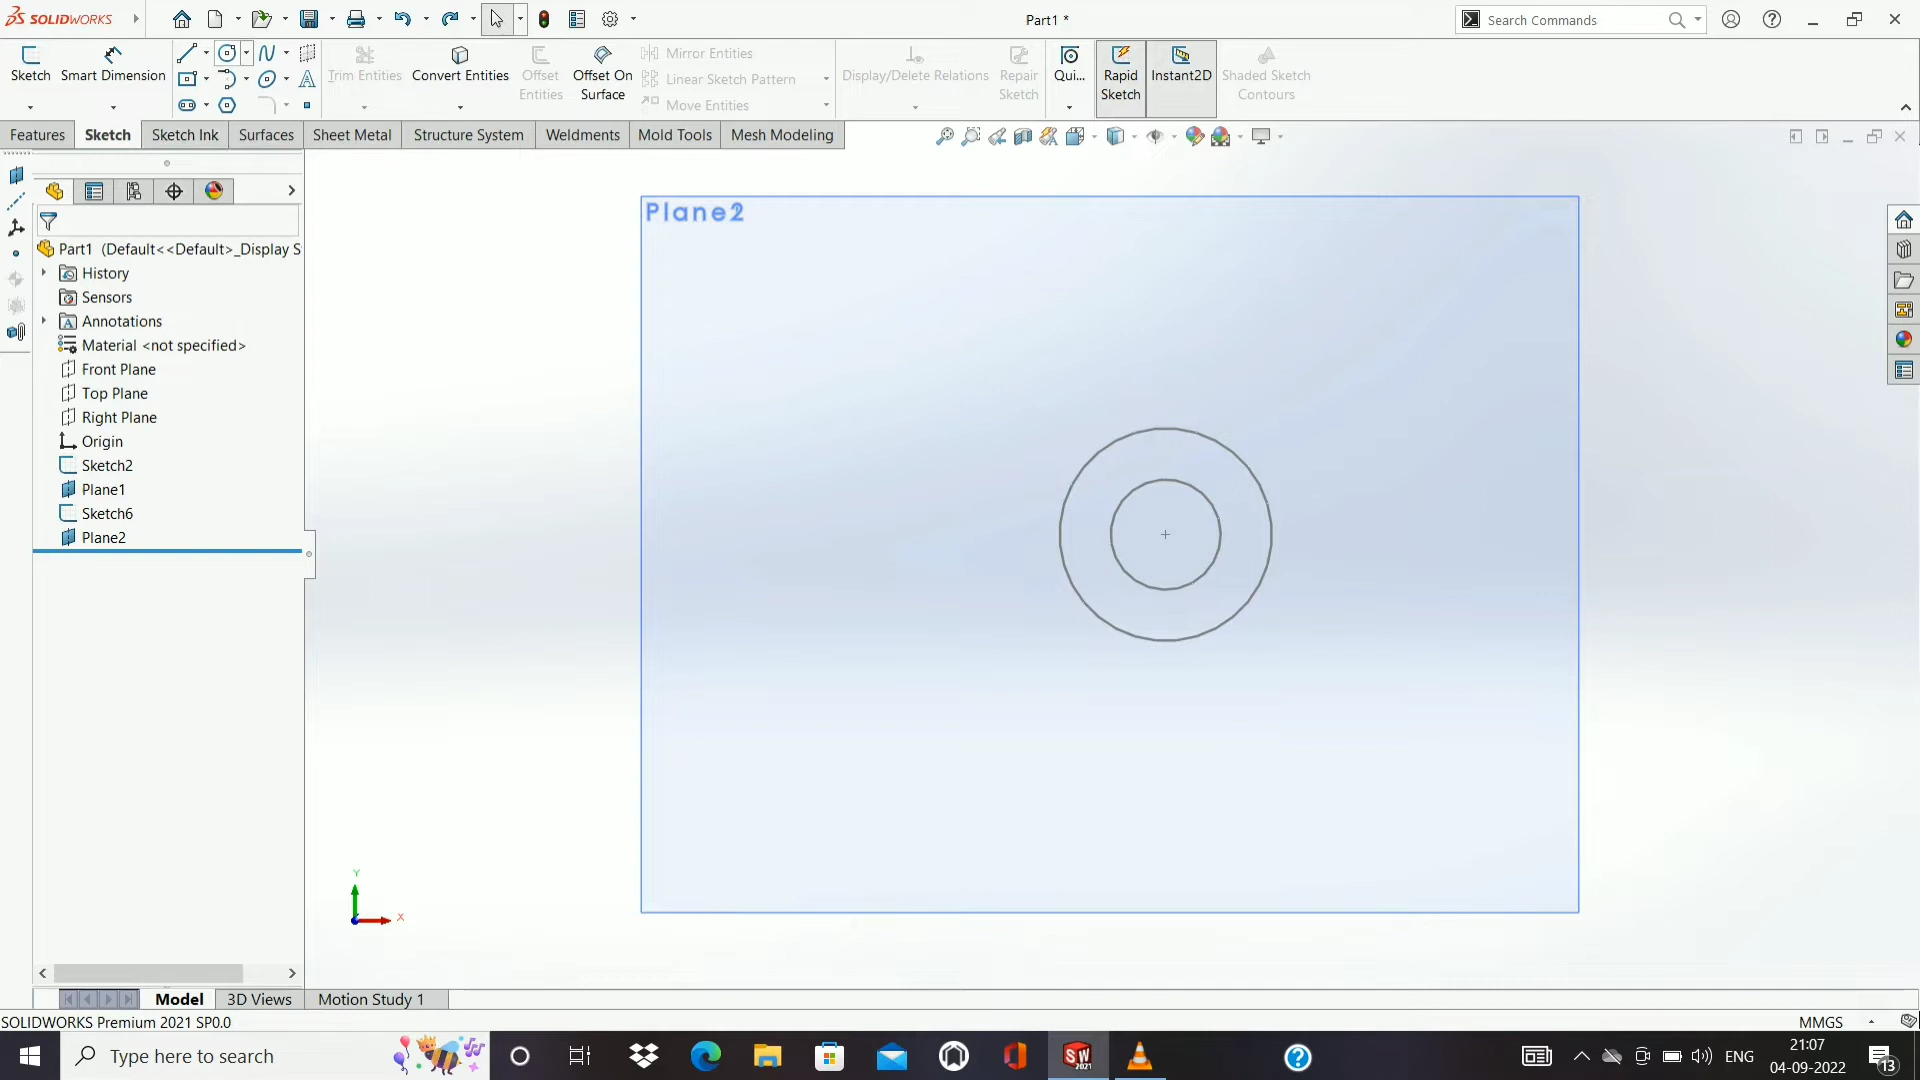 SOLIDWORKS
Part1 *
Search Commands
Sketch
Smart Dimension
Trim Entities
Convert Entities
Offset Entities
Offset On Surface
Mirror Entities
Linear Sketch Pattern
Move Entities
Display/Delete Relations
Repair Sketch
Qui...
Rapid Sketch
Instant2D
Shaded Sketch Contours
Features
Sketch
Sketch Ink
Surfaces
Sheet Metal
Structure System
Weldments
Mold Tools
Mesh Modeling
Part1 (Default<<Default>_Display S
History
Sensors
Annotations
Material <not specified>
Front Plane
Top Plane
Right Plane
Origin
Sketch2
Plane1
Sketch6
Plane2
Plane2
Y
X
Model
3D Views
Motion Study 1
SOLIDWORKS Premium 2021 SP0.0
MMGS
Type here to search
SW
2021
ENG
21:07
04-09-2022
13